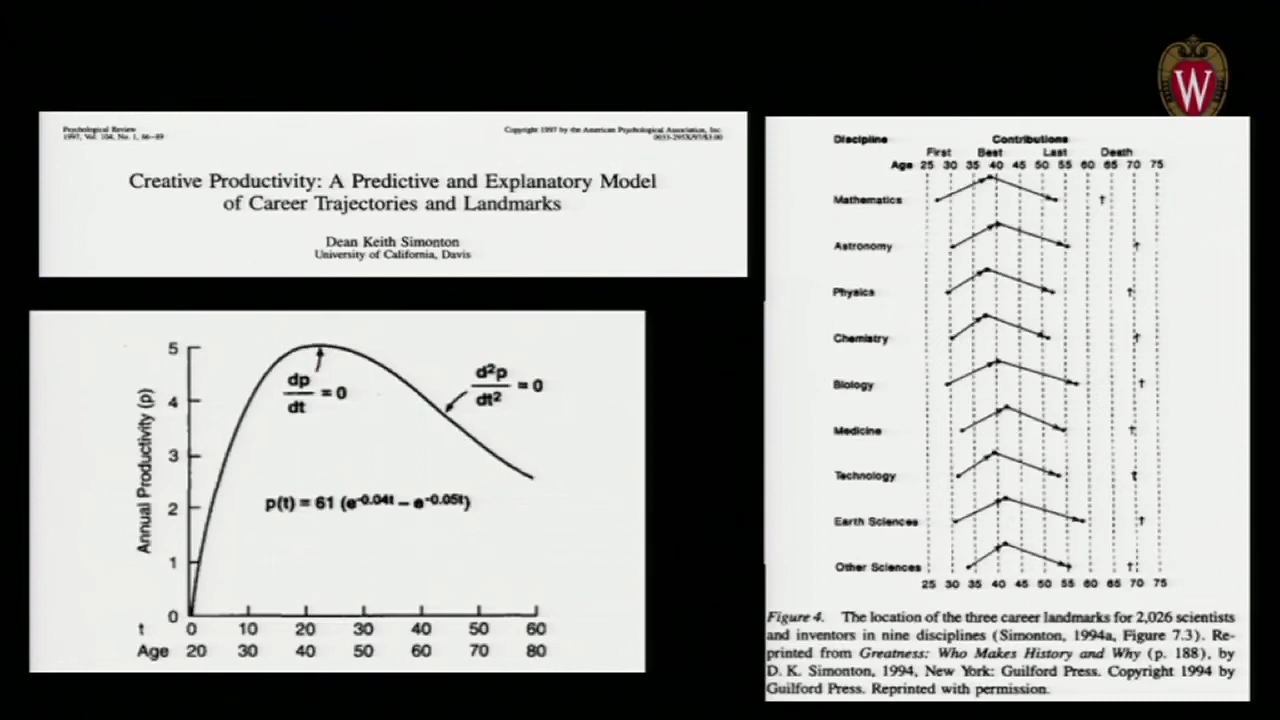 W
Psychological Review
1997, Vol. 104, No. 1, 66–89
Copyright 1997 by the American Psychological Association, Inc.
0033-295X/97/$3.00
Creative Productivity: A Predictive and Explanatory Model
of Career Trajectories and Landmarks
Dean Keith Simonton
University of California, Davis
Annual Productivity (p)
5
4
3
2
1
0
dp/dt = 0
d²p/dt² = 0
p(t) = 61 (e^-0.04t – e^-0.05t)
t 0 10 20 30 40 50 60
Age 20 30 40 50 60 70 80
Discipline Contributions
First Best Last Death
Age 25 30 35 40 45 50 55 60 65 70 75
Mathematics
Astronomy
Physics
Chemistry
Biology
Medicine
Technology
Earth Sciences
Other Sciences
25 30 35 40 45 50 55 60 65 70 75
Figure 4. The location of the three career landmarks for 2,026 scientists
and inventors in nine disciplines (Simonton, 1994a, Figure 7.3). Re-
printed from Greatness: Who Makes History and Why (p. 188), by
D. K. Simonton, 1994, New York: Guilford Press. Copyright 1994 by
Guilford Press. Reprinted with permission.